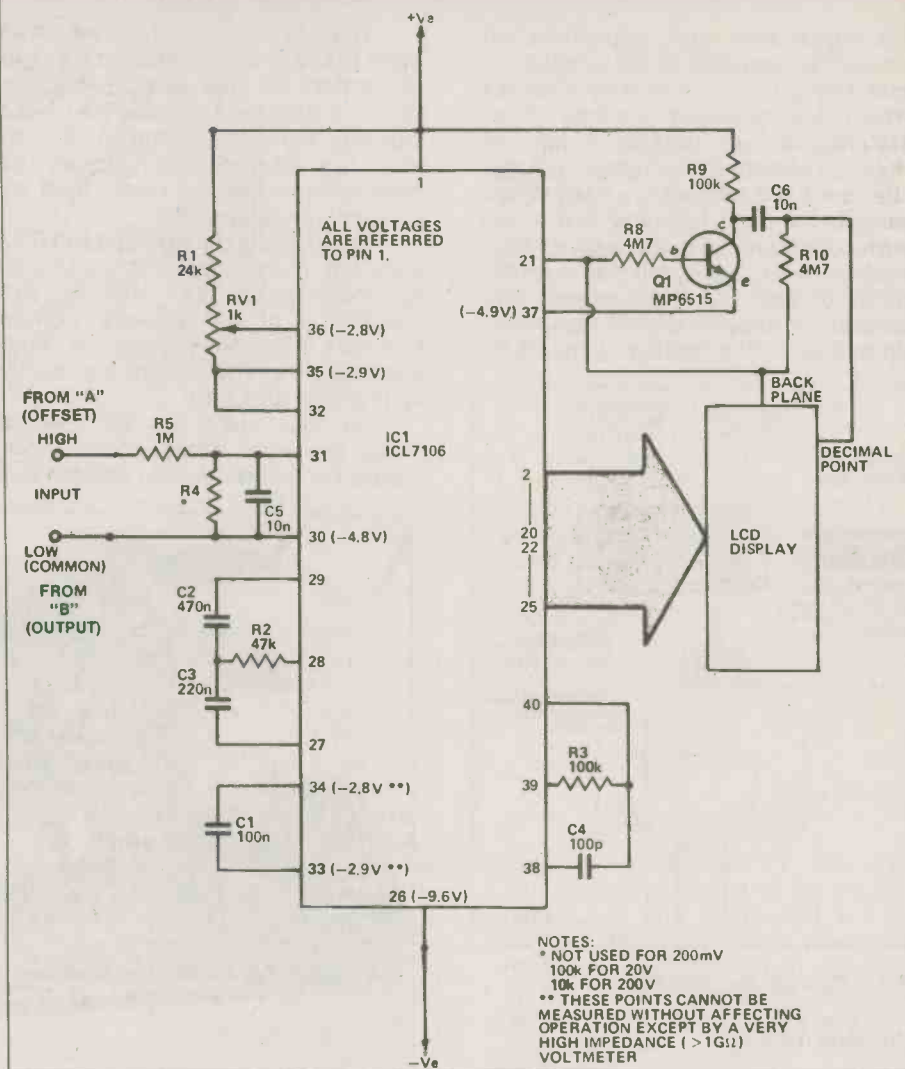 +Ve
1
ALL VOLTAGES
ARE REFERRED
TO PIN 1.
R1
24k
RV1
1k
36 (−2.8V)
35 (−2.9V)
32
FROM "A"
(OFFSET)
HIGH
R5
1M
31
INPUT
R4
*
C5
10n
30 (−4.8V)
LOW
(COMMON)
FROM
"B"
(OUTPUT)
IC1
ICL7106
C2
470n
29
R2
47k
28
C3
220n
27
34 (−2.8V **)
C1
100n
33 (−2.9V **)
26 (−9.6V)
−Ve
R9
100k
C6
10n
21
R8
4M7
b
c
e
Q1
MP6515
R10
4M7
(−4.9V) 37
BACK
PLANE
DECIMAL
POINT
2
20
22
25
LCD
DISPLAY
40
R3
100k
39
C4
100p
38
NOTES:
* NOT USED FOR 200mV
100k FOR 20V
10k FOR 200V
** THESE POINTS CANNOT BE
MEASURED WITHOUT AFFECTING
OPERATION EXCEPT BY A VERY
HIGH IMPEDANCE (>1GΩ)
VOLTMETER